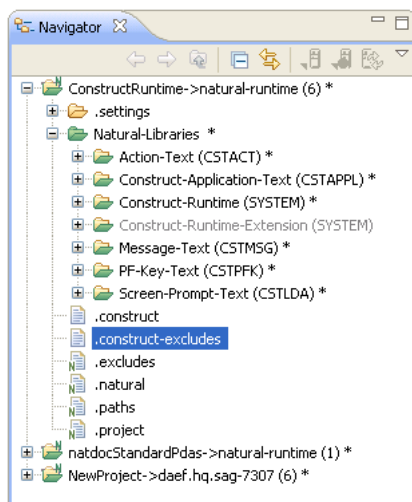 Navigator
ConstructRuntime->natural-runtime (6) *
.settings
Natural-Libraries *
Action-Text (CSTACT) *
Construct-Application-Text (CSTAPPL) *
Construct-Runtime (SYSTEM) *
Construct-Runtime-Extension (SYSTEM)
Message-Text (CSTMSG) *
PF-Key-Text (CSTPFK) *
Screen-Prompt-Text (CSTLDA) *
.construct
.construct-excludes
.excludes
.natural
.paths
.project
natdocStandardPdas->natural-runtime (1) *
NewProject->daef.hq.sag-7307 (6) *